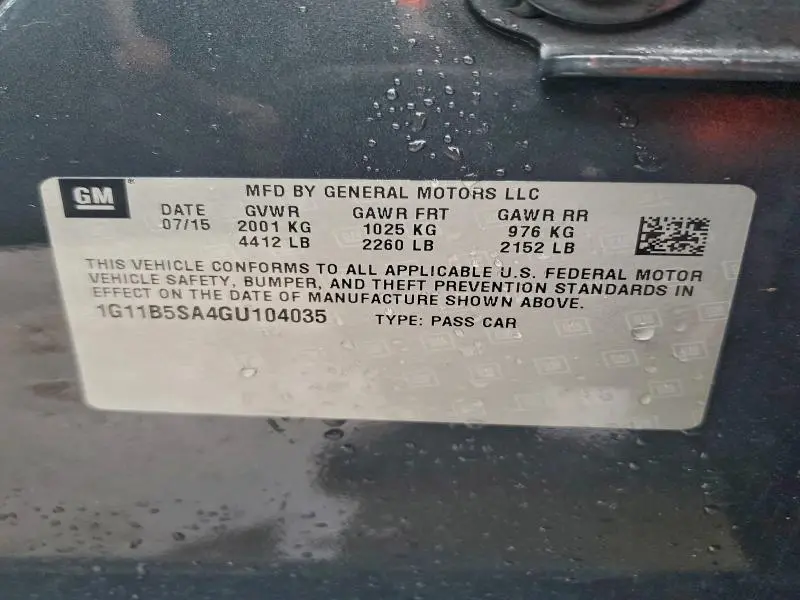 GM
MFD BY GENERAL MOTORS LLC
DATE GVWR GAWR FRT GAWR RR
07/15 2001 KG 1025 KG 976 KG
4412 LB 2260 LB 2152 LB
THIS VEHICLE CONFORMS TO ALL APPLICABLE U.S. FEDERAL MOTOR
VEHICLE SAFETY, BUMPER, AND THEFT PREVENTION STANDARDS IN
EFFECT ON THE DATE OF MANUFACTURE SHOWN ABOVE.
1G11B5SA4GU104035 TYPE: PASS CAR